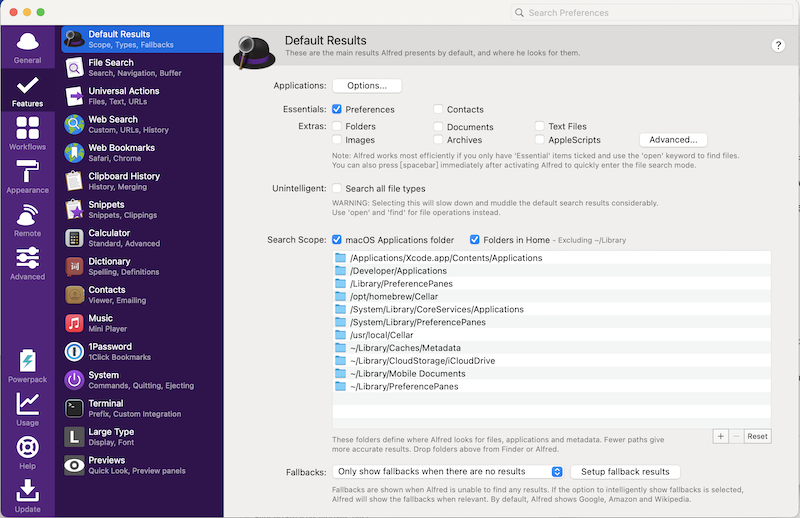 Search Preferences
General
Features
Workflows
Appearance
Remote
Advanced
Powerpack
Usage
Help
Update
Default Results
Scope, Types, Fallbacks
File Search
Search, Navigation, Buffer
Universal Actions
Files, Text, URLs
Web Search
Custom, URLs, History
Web Bookmarks
Safari, Chrome
Clipboard History
History, Merging
Snippets
Snippets, Clippings
Calculator
Standard, Advanced
Dictionary
Spelling, Definitions
Contacts
Viewer, Emailing
Music
Mini Player
1Password
1Click Bookmarks
System
Commands, Quitting, Ejecting
Terminal
Prefix, Custom Integration
L
Large Type
Display, Font
Previews
Quick Look, Preview panels
Default Results
These are the main results Alfred presents by default, and where he looks for them.
?
Applications: Options...
Essentials: Preferences Contacts
Extras: Folders Documents Text Files
Images Archives AppleScripts Advanced...
Note: Alfred works most efficiently if you only have 'Essential' items ticked and use the 'open' keyword to find files.
You can also press [spacebar] immediately after activating Alfred to quickly enter the file search mode.
Unintelligent: Search all file types
WARNING: Selecting this will slow down and muddle the default search results considerably.
Use 'open' and 'find' for file operations instead.
Search Scope: macOS Applications folder Folders in Home - Excluding ~/Library
/Applications/Xcode.app/Contents/Applications
/Developer/Applications
/Library/PreferencePanes
/opt/homebrew/Cellar
/System/Library/CoreServices/Applications
/System/Library/PreferencePanes
/usr/local/Cellar
~/Library/Caches/Metadata
~/Library/CloudStorage/iCloudDrive
~/Library/Mobile Documents
~/Library/PreferencePanes
These folders define where Alfred looks for files, applications and metadata. Fewer paths give
more accurate results. Drop folders above from Finder or Alfred.
+ − Reset
Fallbacks: Only show fallbacks when there are no results Setup fallback results
Fallbacks are shown when Alfred is unable to find any results. If the option to intelligently show fallbacks is selected,
Alfred will show the fallbacks when relevant. By default, Alfred shows Google, Amazon and Wikipedia.